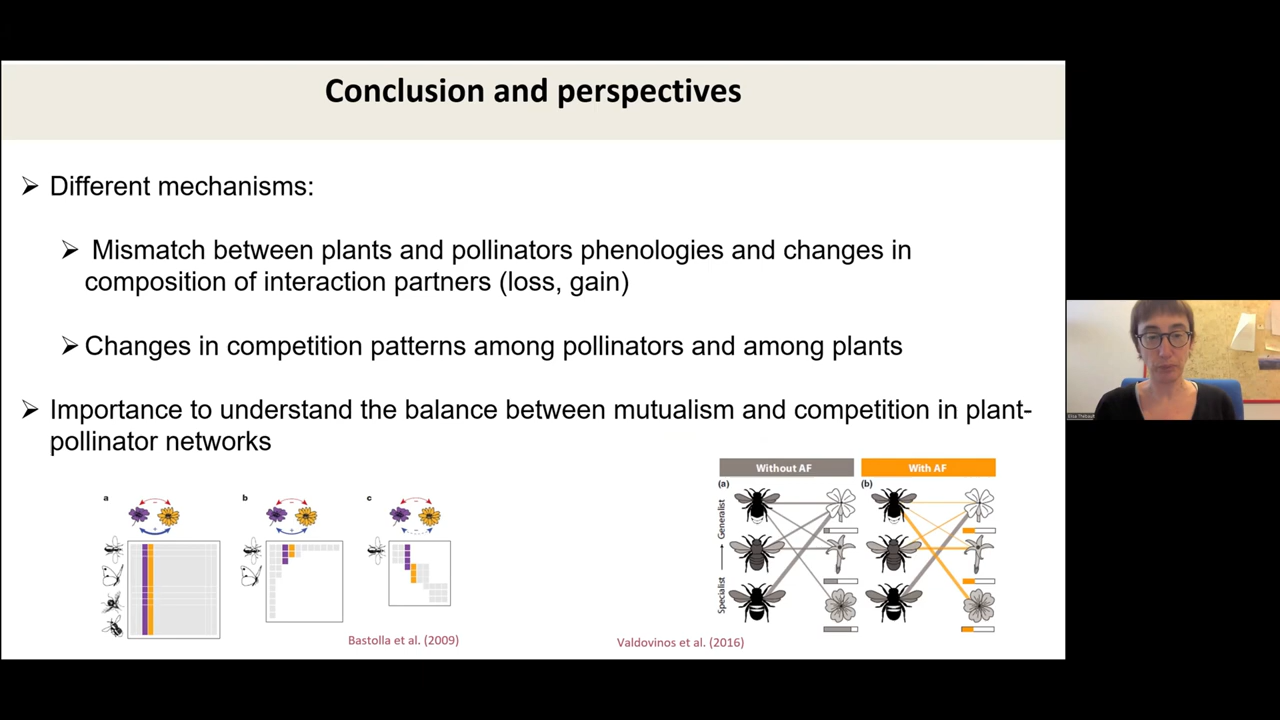 Conclusion and perspectives
➢ Different mechanisms:
➢ Mismatch between plants and pollinators phenologies and changes in
composition of interaction partners (loss, gain)
➢ Changes in competition patterns among pollinators and among plants
➢ Importance to understand the balance between mutualism and competition in plant-
pollinator networks
a
b
c
Bastolla et al. (2009)
Without AF
With AF
(a)
(b)
Generalist
Specialist
Valdovinos et al. (2016)